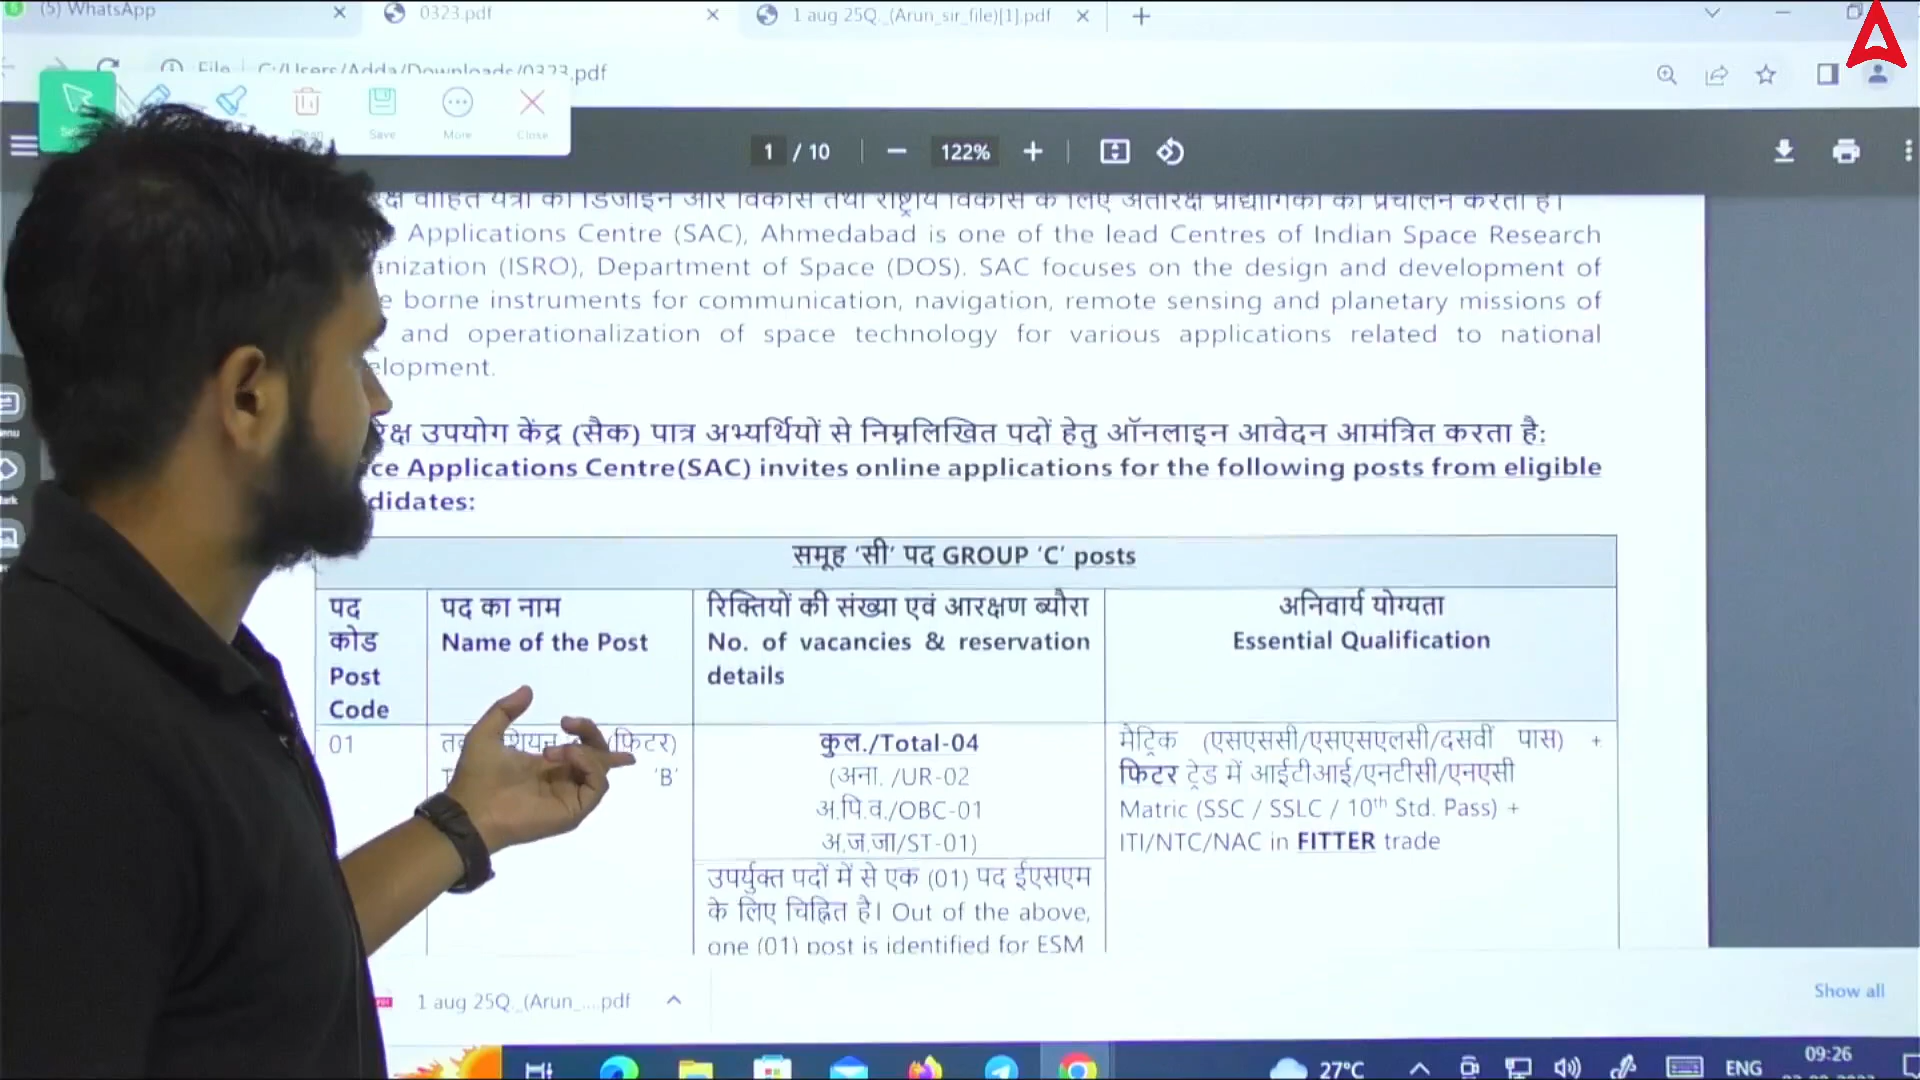 (5) WhatsApp
0323.pdf
1 aug 25Q_(Arun_sir_file)[1].pdf
File
C:/Users/Adda/Downloads/0323.pdf
Clean
Save
More
Close
1 / 10
122%
वाहित यंत्रों की डिजाइन और विकास तथा राष्ट्रीय विकास के लिए अंतरिक्ष प्रौद्योगिकी का प्रचालन करता है।
Applications Centre (SAC), Ahmedabad is one of the lead Centres of Indian Space Research
nization (ISRO), Department of Space (DOS). SAC focuses on the design and development of
e borne instruments for communication, navigation, remote sensing and planetary missions of
and operationalization of space technology for various applications related to national
elopment.
उपयोग केंद्र (सैक) पात्र अभ्यर्थियों से निम्नलिखित पदों हेतु ऑनलाइन आवेदन आमंत्रित करता है:
ce Applications Centre(SAC) invites online applications for the following posts from eligible
didates:
समूह 'सी' पद GROUP 'C' posts
पद कोड Post Code
पद का नाम Name of the Post
रिक्तियों की संख्या एवं आरक्षण ब्यौरा
No. of vacancies & reservation
details
अनिवार्य योग्यता
Essential Qualification
01
(फिटर)
'B'
कुल./Total-04
(अना. /UR-02
अ.पि.व./OBC-01
अ.ज.जा/ST-01)
उपर्युक्त पदों में से एक (01) पद ईएसएम
के लिए चिह्नित है। Out of the above,
one (01) post is identified for ESM
मैट्रिक (एसएससी/एसएसएलसी/दसवीं पास) +
फिटर ट्रेड में आईटीआई/एनटीसी/एनएसी
Matric (SSC / SSLC / 10th Std. Pass) +
ITI/NTC/NAC in FITTER trade
1 aug 25Q_(Arun_....pdf
Show all
27°C
ENG
09:26